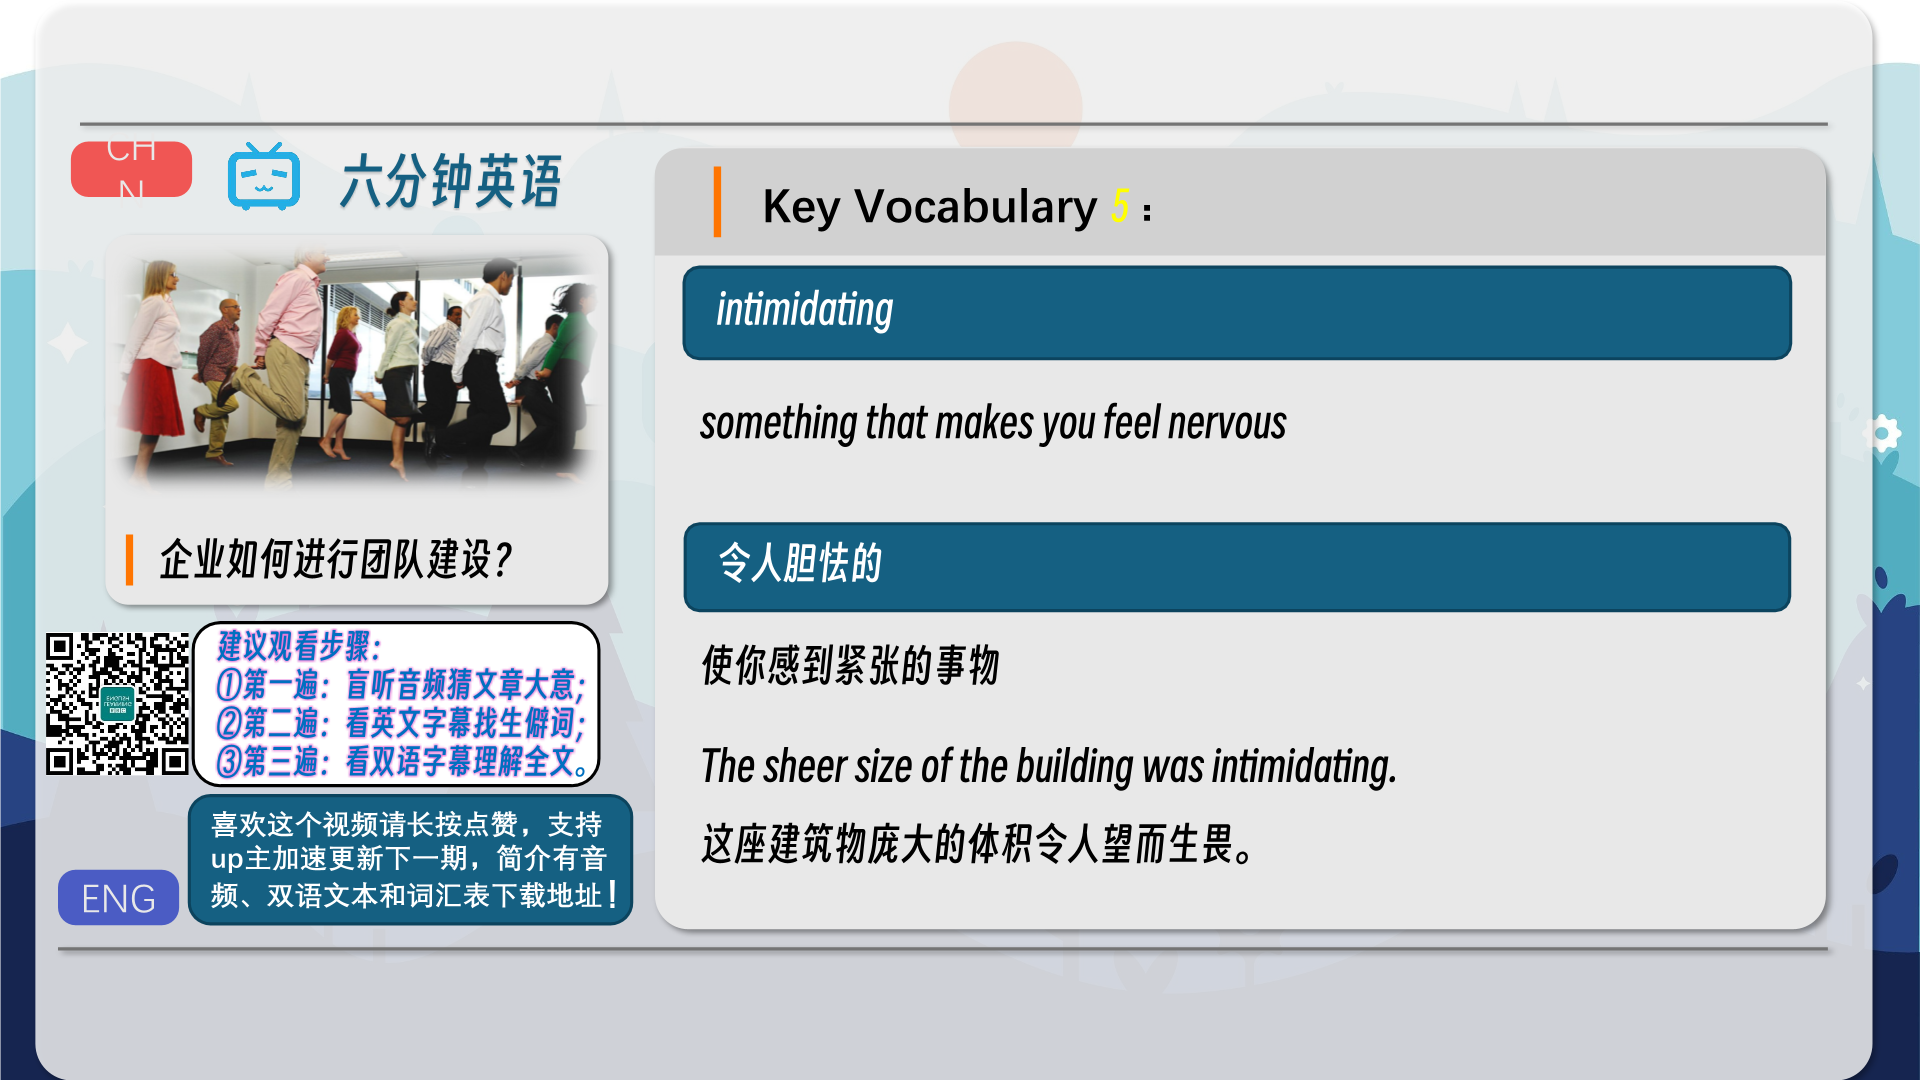 CH
N
六分钟英语
企业如何进行团队建设？
建议观看步骤：
①第一遍：盲听音频猜文章大意；
②第二遍：看英文字幕找生僻词；
③第三遍：看双语字幕理解全文。
喜欢这个视频请长按点赞，支持
up主加速更新下一期，简介有音
频、双语文本和词汇表下载地址！
ENG
Key Vocabulary 5：
intimidating
something that makes you feel nervous
令人胆怯的
使你感到紧张的事物
The sheer size of the building was intimidating.
这座建筑物庞大的体积令人望而生畏。